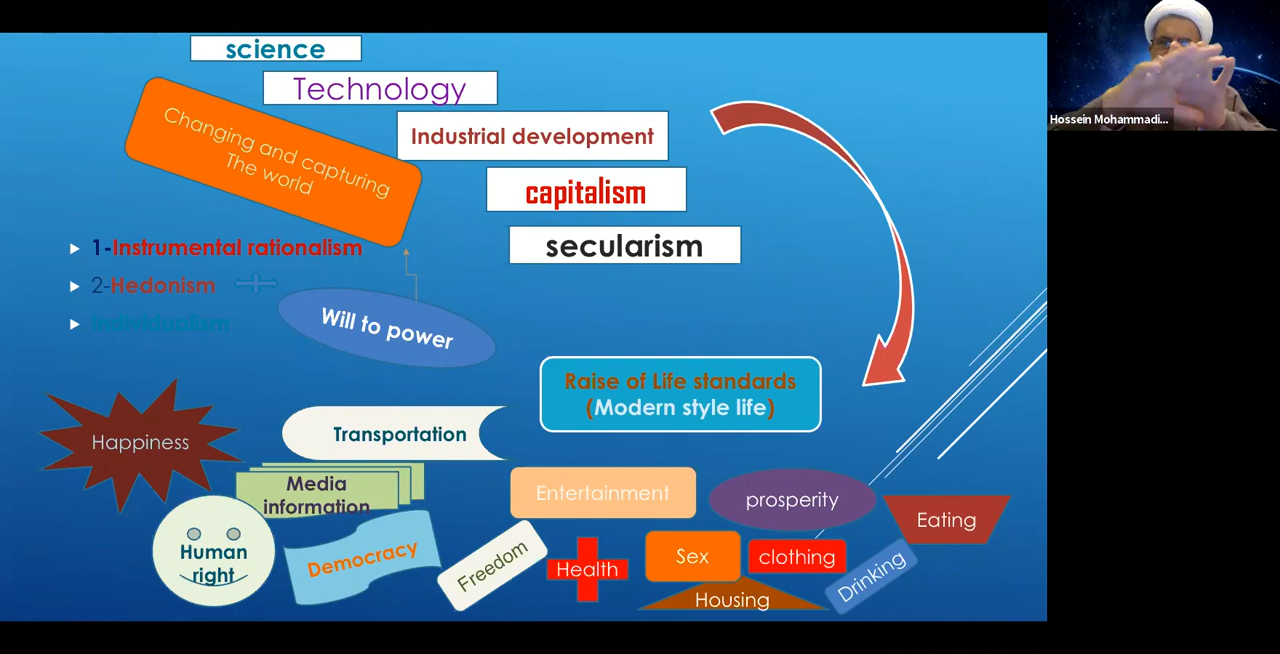 science
Technology
Changing and capturing
The world
Industrial development
capitalism
secularism
1-Instrumental rationalism
2-Hedonism
Individualism
Will to power
Raise of Life standards
(Modern style life)
Happiness
Transportation
Media
information
Entertainment
prosperity
Eating
Human
right
Democracy
Freedom
Health
Sex
clothing
Drinking
Housing
Hossein Mohammadi...